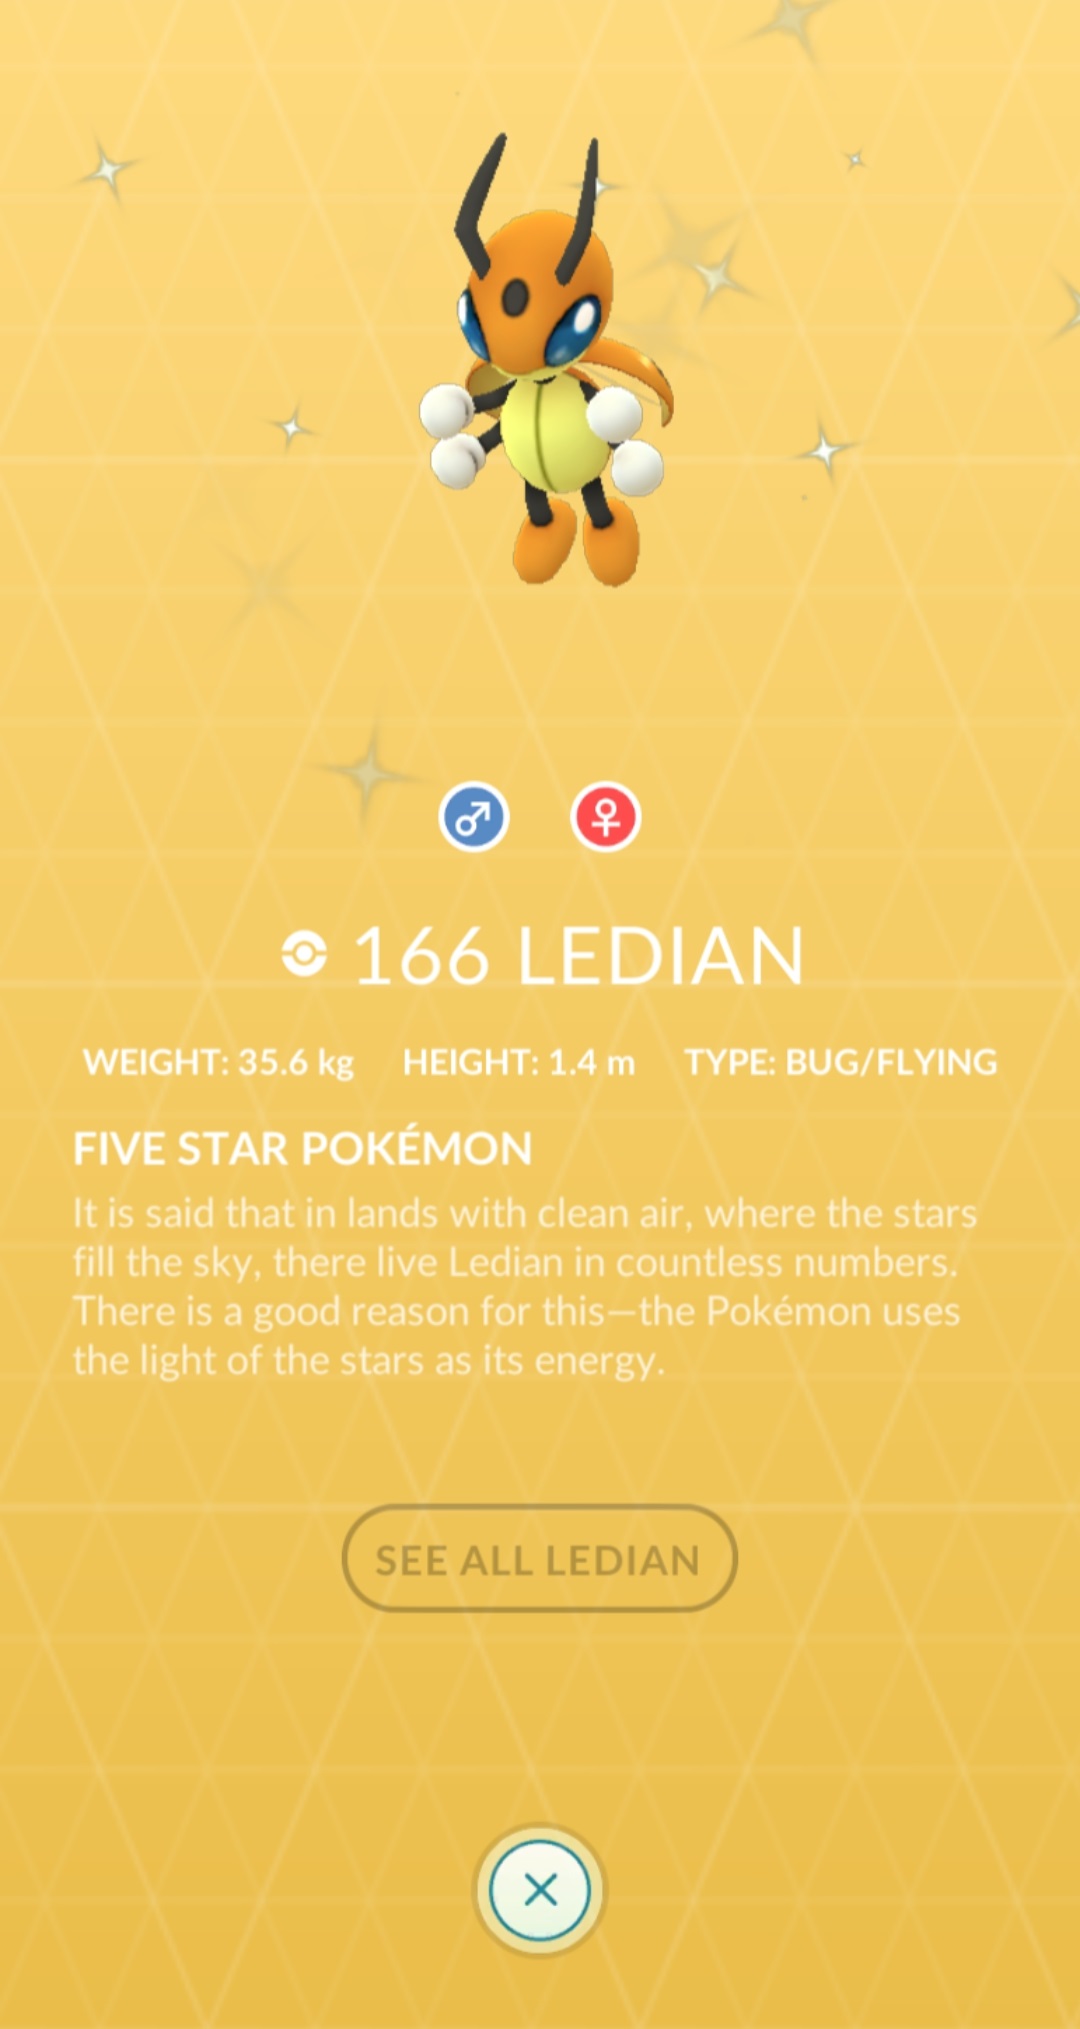 166 LEDIAN
WEIGHT: 35.6 kg HEIGHT: 1.4 m TYPE: BUG/FLYING
FIVE STAR POKÉMON
It is said that in lands with clean air, where the stars
fill the sky, there live Ledian in countless numbers.
There is a good reason for this—the Pokémon uses
the light of the stars as its energy.
SEE ALL LEDIAN